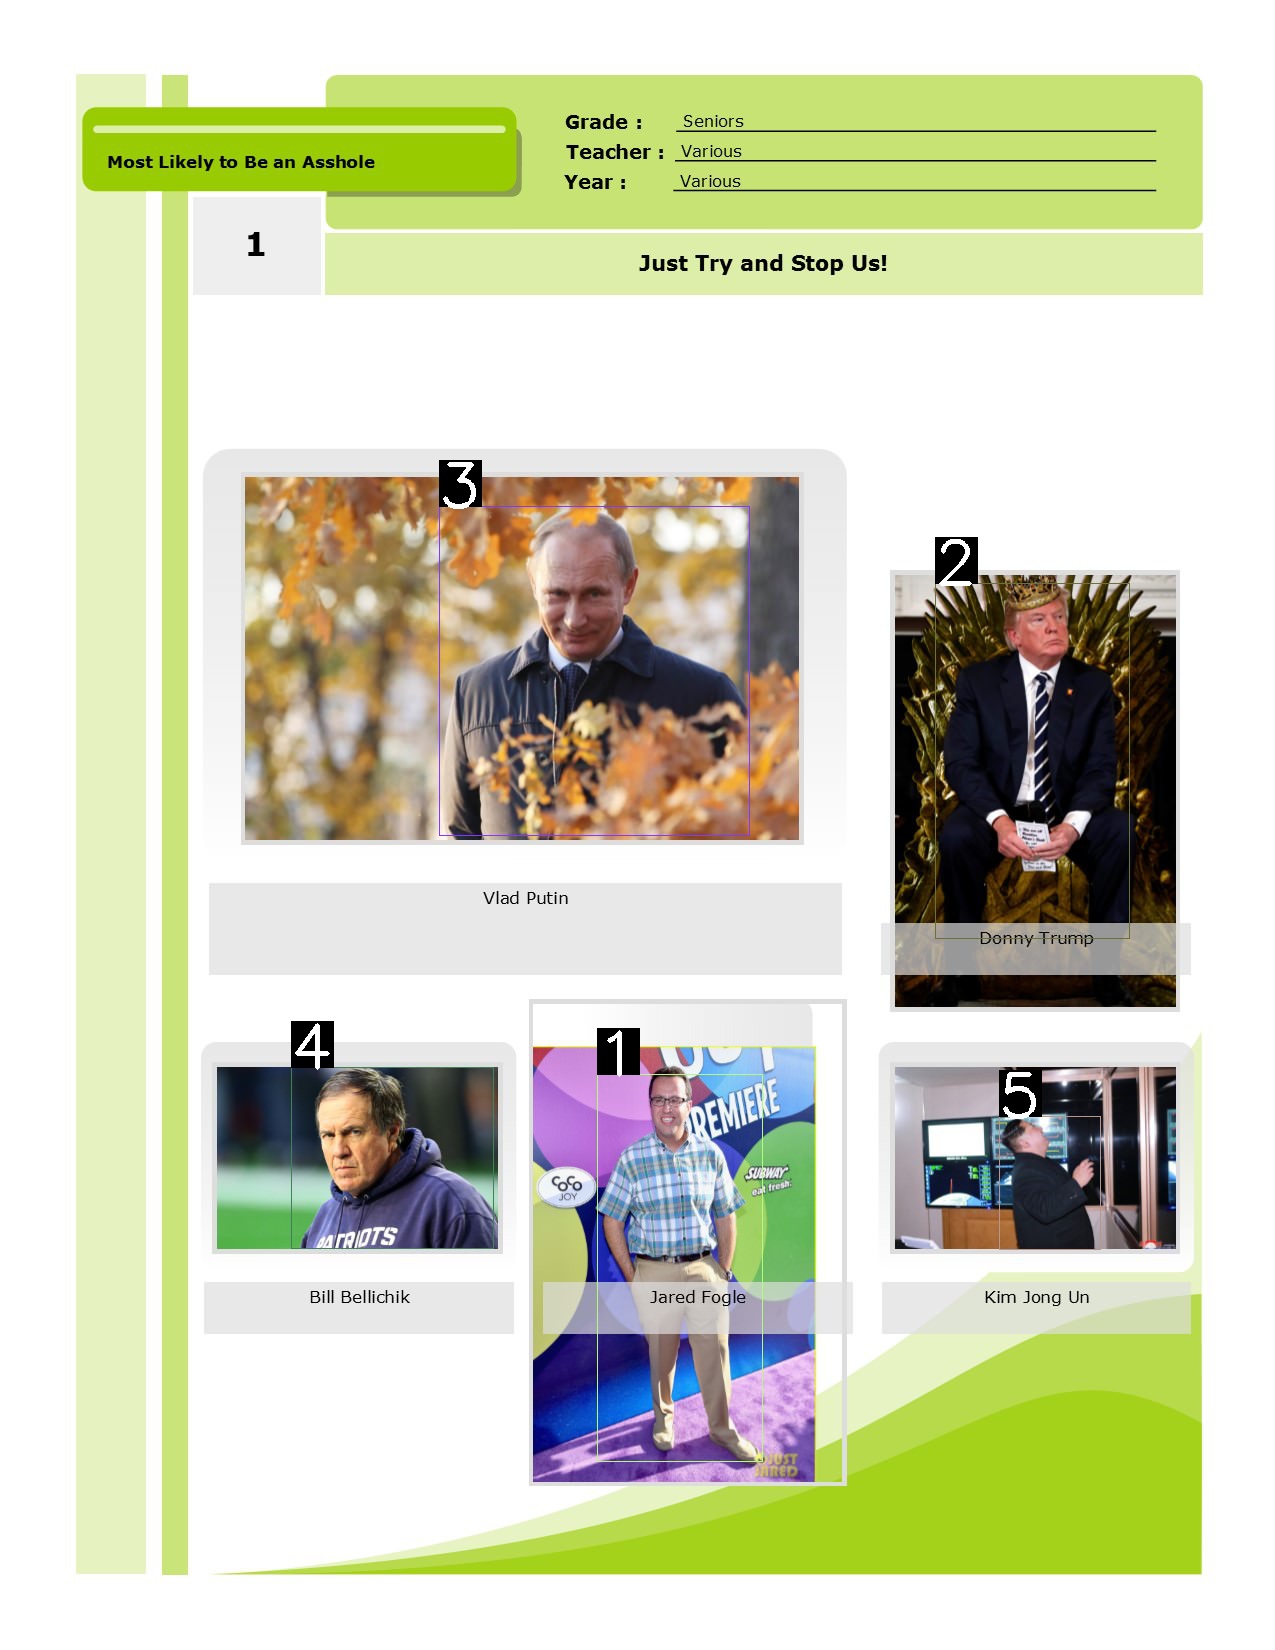 Most Likely to Be an Asshole
Grade :
Seniors
Teacher :
Various
Year :
Various
1
Just Try and Stop Us!
3
2
Vlad Putin
Donny Trump
4
1
PREMIERE
COCO
JOY
SUBWAY
eat fresh.
5
PATRIOTS
Bill Bellichik
Jared Fogle
Kim Jong Un
JUST
JARED